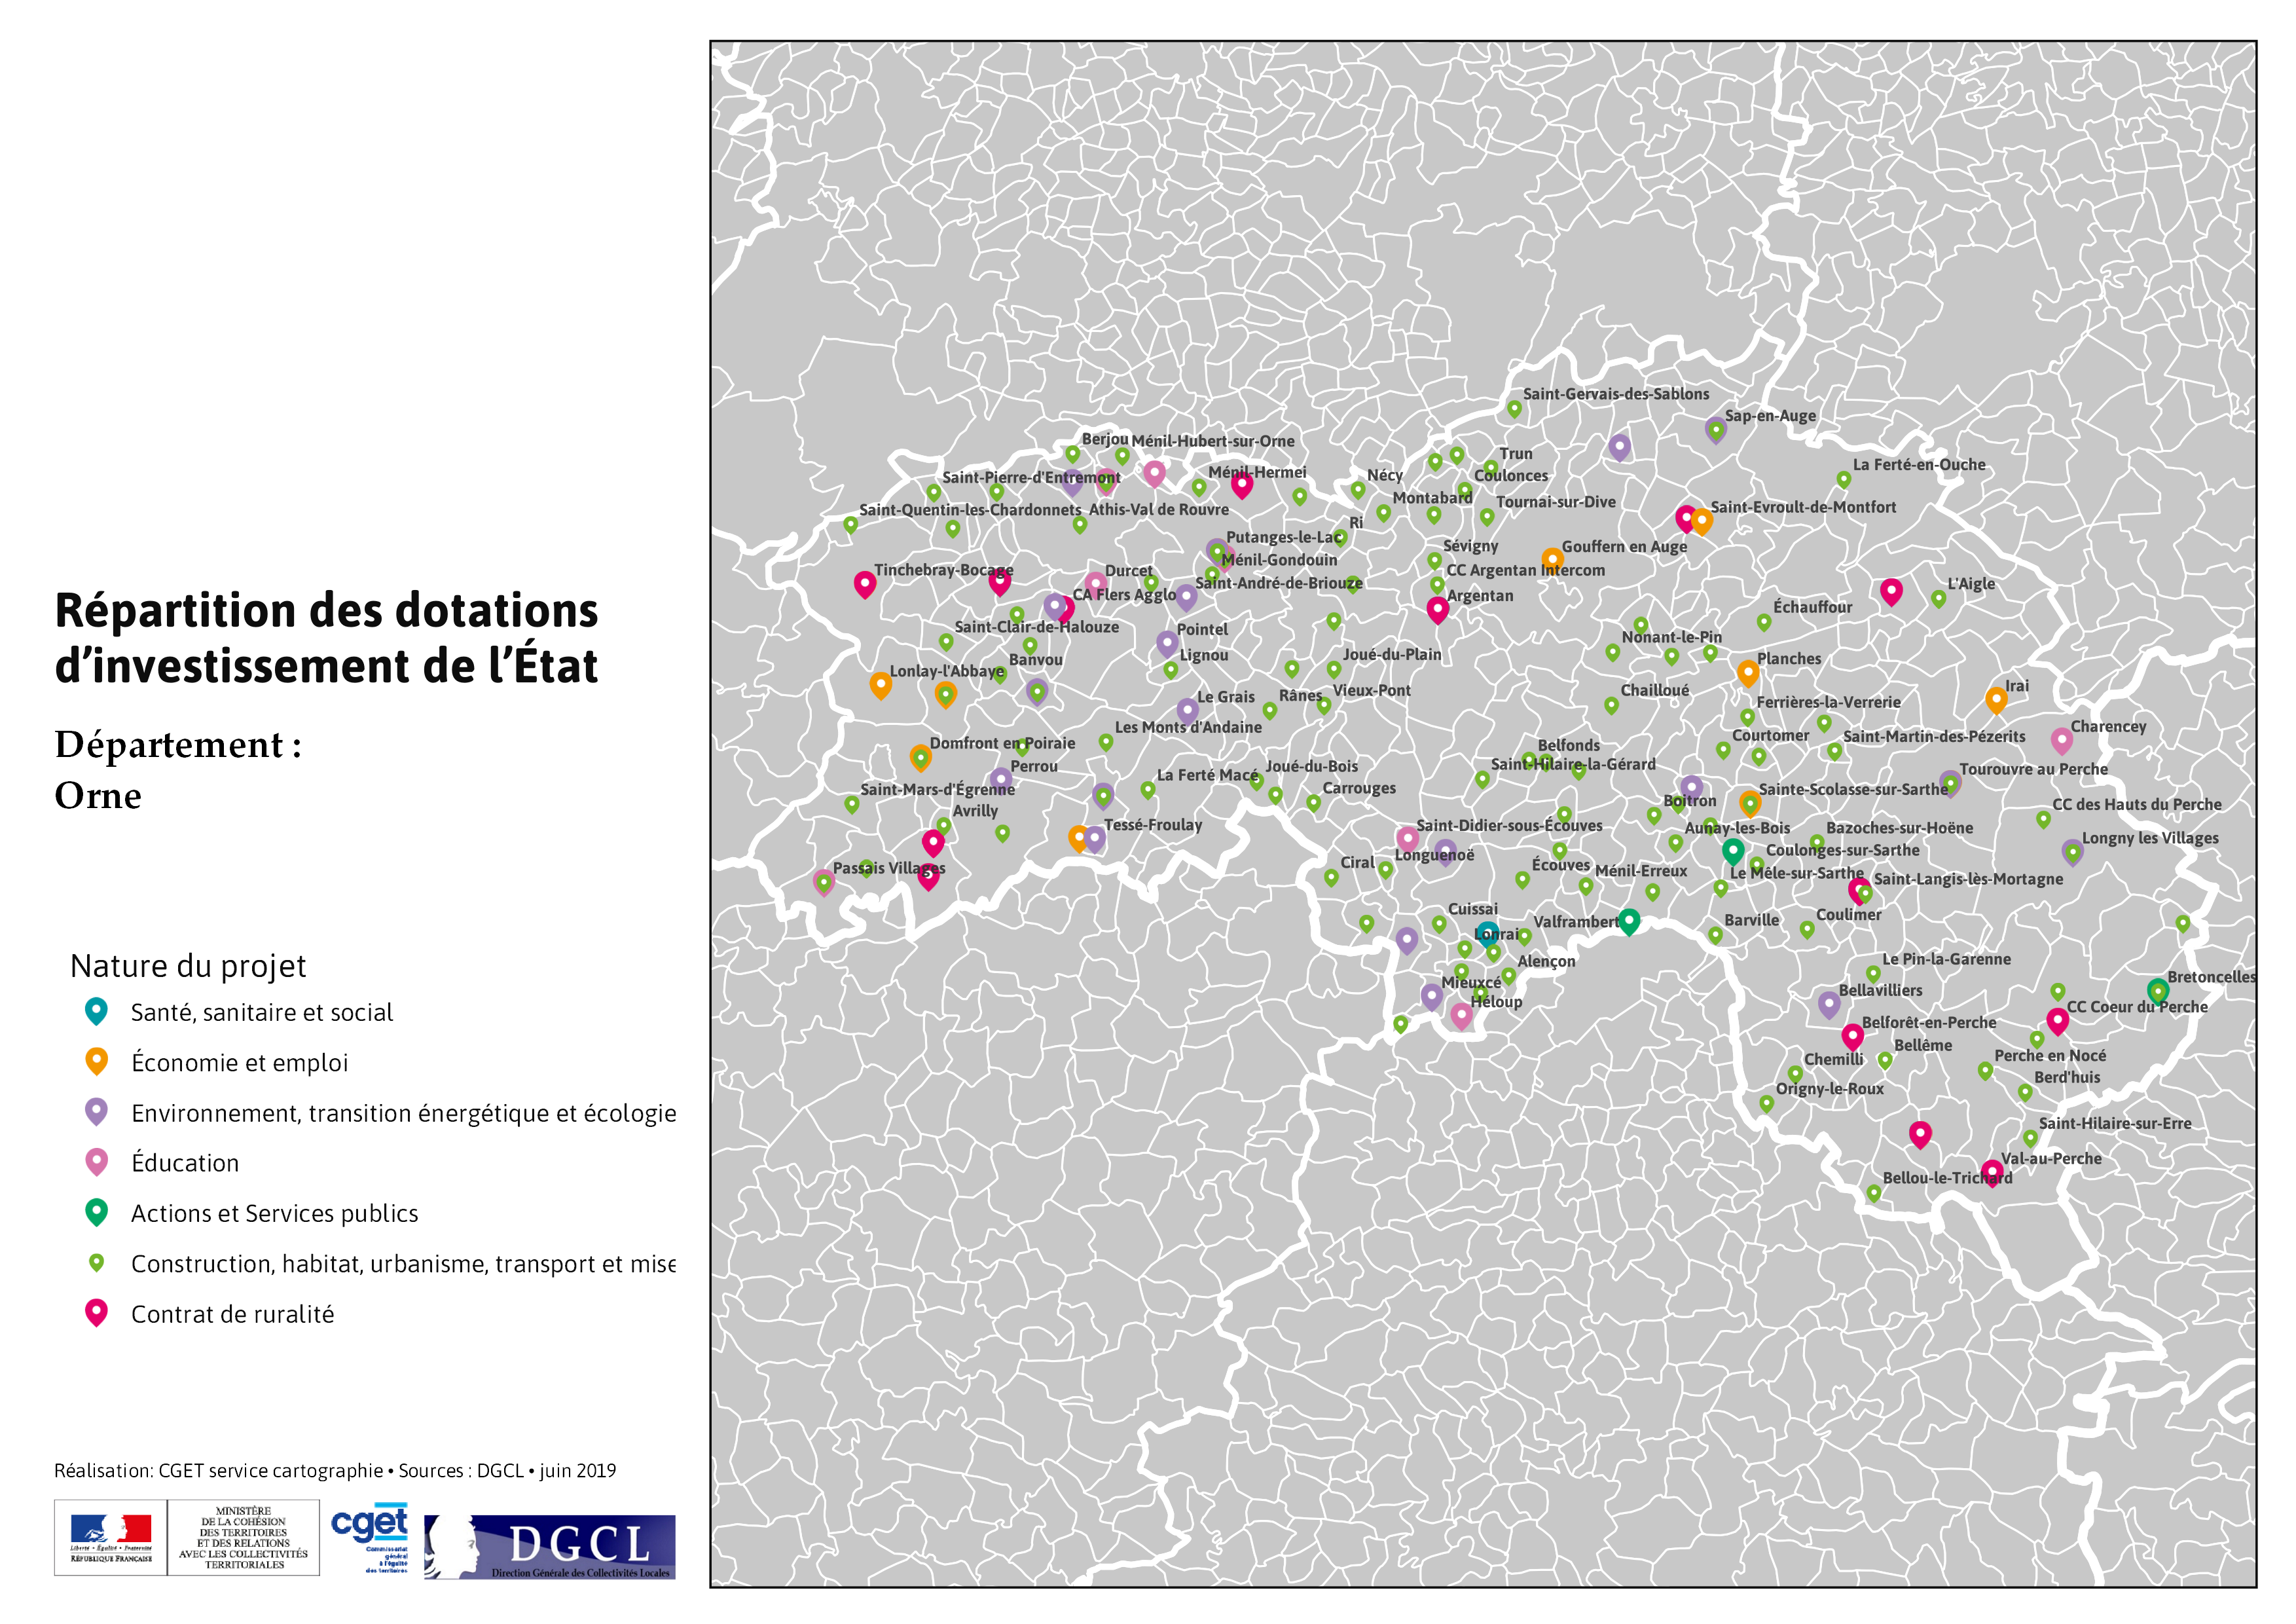 Répartition des dotations
d’investissement de l’État
Département :
Orne
Nature du projet
Santé, sanitaire et social
Économie et emploi
Environnement, transition énergétique et écologie
Éducation
Actions et Services publics
Construction, habitat, urbanisme, transport et mise
Contrat de ruralité
Réalisation: CGET service cartographie • Sources : DGCL • juin 2019
Liberté • Égalité • Fraternité
RÉPUBLIQUE FRANÇAISE
MINISTÈRE
DE LA COHÉSION
DES TERRITOIRES
ET DES RELATIONS
AVEC LES COLLECTIVITÉS
TERRITORIALES
cget
Commissariat
général
à l'égalité
des territoires
DGCL
Direction Générale des Collectivités Locales
Saint-Gervais-des-Sablons
Sap-en-Auge
Berjou
Ménil-Hubert-sur-Orne
Trun
La Ferté-en-Ouche
Saint-Pierre-d'Entremont
Ménil-Hermei
Nécy
Coulonces
Montabard
Tournai-sur-Dive
Saint-Evroult-de-Montfort
Saint-Quentin-les-Chardonnets
Athis-Val de Rouvre
Ri
Putanges-le-Lac
Sévigny
Gouffern en Auge
Ménil-Gondouin
Tinchebray-Bocage
Durcet
CC Argentan Intercom
Saint-André-de-Briouze
L'Aigle
CA Flers Agglo
Argentan
Échauffour
Saint-Clair-de-Halouze
Pointel
Nonant-le-Pin
Banvou
Lignou
Joué-du-Plain
Planches
Lonlay-l'Abbaye
Irai
Le Grais
Rânes
Vieux-Pont
Chailloué
Ferrières-la-Verrerie
Les Monts d'Andaine
Charencey
Domfront en Poiraie
Belfonds
Courtomer
Saint-Martin-des-Pézerits
Perrou
La Ferté Macé
Joué-du-Bois
Saint-Hilaire-la-Gérard
Tourouvre au Perche
Saint-Mars-d'Égrenne
Carrouges
Sainte-Scolasse-sur-Sarthe
Avrilly
Boitron
CC des Hauts du Perche
Tessé-Froulay
Saint-Didier-sous-Écouves
Aunay-les-Bois
Bazoches-sur-Hoëne
Longny les Villages
Passais Villages
Ciral
Longuenoë
Écouves
Ménil-Erreux
Coulonges-sur-Sarthe
Le Mêle-sur-Sarthe
Saint-Langis-lès-Mortagne
Cuissai
Valframbert
Barville
Coulimer
Lonrai
Alençon
Le Pin-la-Garenne
Bretoncelles
Mieuxcé
Bellavilliers
Héloup
CC Coeur du Perche
Belforêt-en-Perche
Bellême
Chemilli
Perche en Nocé
Origny-le-Roux
Berd'huis
Saint-Hilaire-sur-Erre
Val-au-Perche
Bellou-le-Trichard